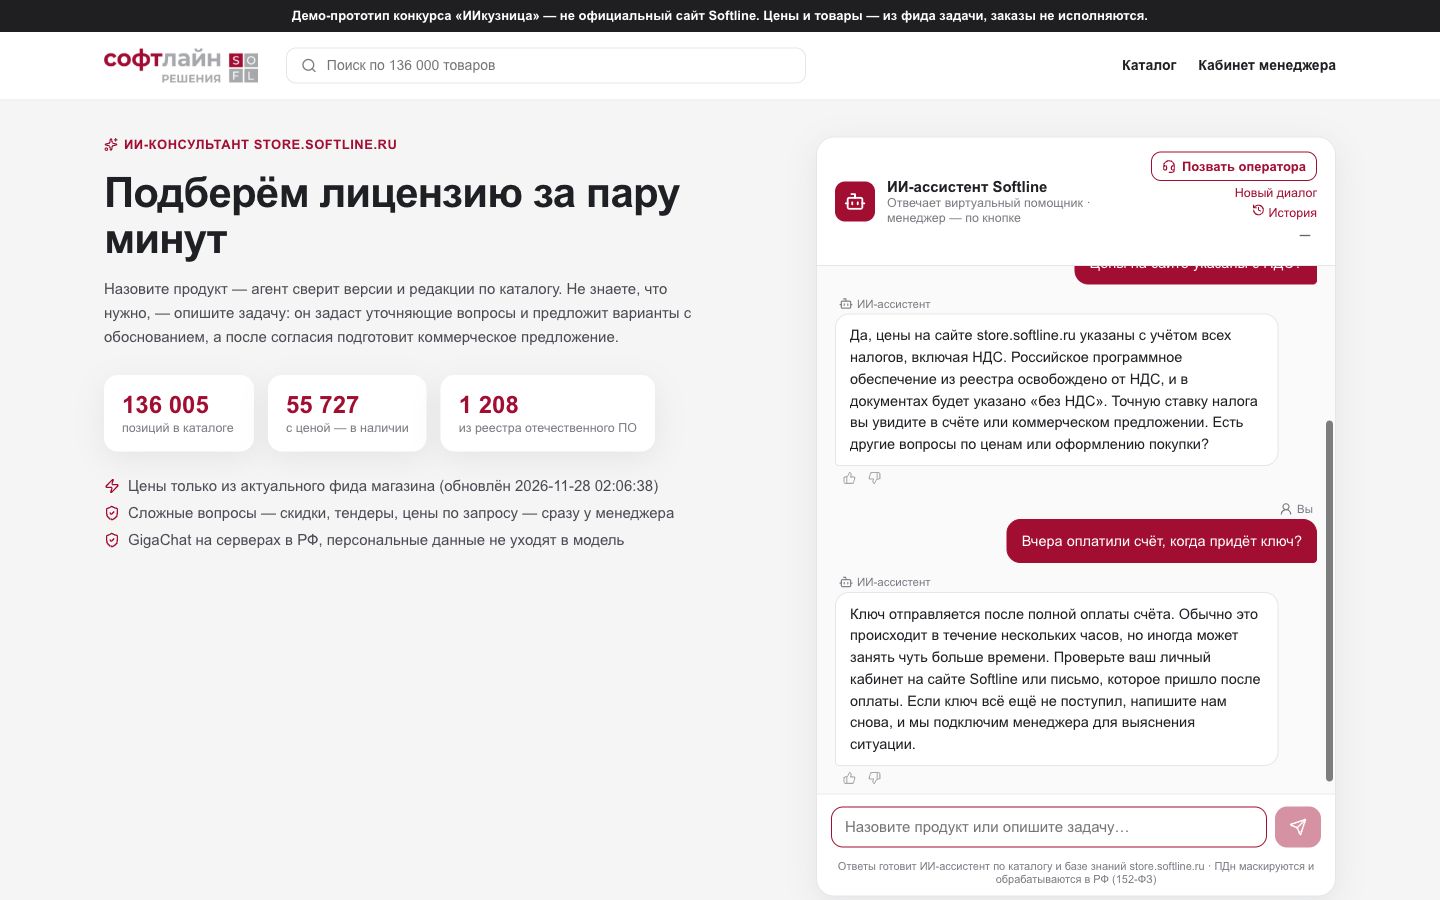 Демо-прототип конкурса «ИИкузница» — не официальный сайт Softline. Цены и товары — из фида задачи, заказы не исполняются.
софтлайн
РЕШЕНИЯ
S O
F L
Поиск по 136 000 товаров
Каталог
Кабинет менеджера
ИИ-КОНСУЛЬТАНТ STORE.SOFTLINE.RU
Подберём лицензию за пару
минут
Назовите продукт — агент сверит версии и редакции по каталогу. Не знаете, что
нужно, — опишите задачу: он задаст уточняющие вопросы и предложит варианты с
обоснованием, а после согласия подготовит коммерческое предложение.
136 005
позиций в каталоге
55 727
с ценой — в наличии
1 208
из реестра отечественного ПО
Цены только из актуального фида магазина (обновлён 2026-11-28 02:06:38)
Сложные вопросы — скидки, тендеры, цены по запросу — сразу у менеджера
GigaChat на серверах в РФ, персональные данные не уходят в модель
ИИ-ассистент Softline
Отвечает виртуальный помощник ·
менеджер — по кнопке
Позвать оператора
Новый диалог
История
—
Цены на сайте указаны с НДС?
ИИ-ассистент
Да, цены на сайте store.softline.ru указаны с учётом всех
налогов, включая НДС. Российское программное
обеспечение из реестра освобождено от НДС, и в
документах будет указано «без НДС». Точную ставку налога
вы увидите в счёте или коммерческом предложении. Есть
другие вопросы по ценам или оформлению покупки?
Вы
Вчера оплатили счёт, когда придёт ключ?
ИИ-ассистент
Ключ отправляется после полной оплаты счёта. Обычно это
происходит в течение нескольких часов, но иногда может
занять чуть больше времени. Проверьте ваш личный
кабинет на сайте Softline или письмо, которое пришло после
оплаты. Если ключ всё ещё не поступил, напишите нам
снова, и мы подключим менеджера для выяснения
ситуации.
Назовите продукт или опишите задачу…
Ответы готовит ИИ-ассистент по каталогу и базе знаний store.softline.ru · ПДн маскируются и
обрабатываются в РФ (152-ФЗ)